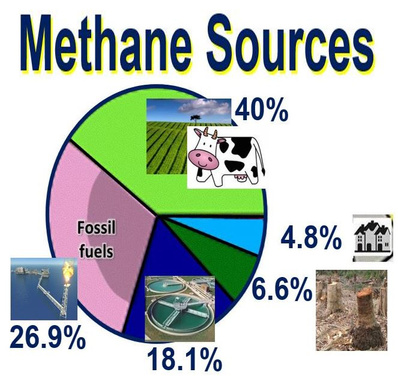 Methane Sources
40%
Fossil
fuels
4.8%
6.6%
26.9%
18.1%